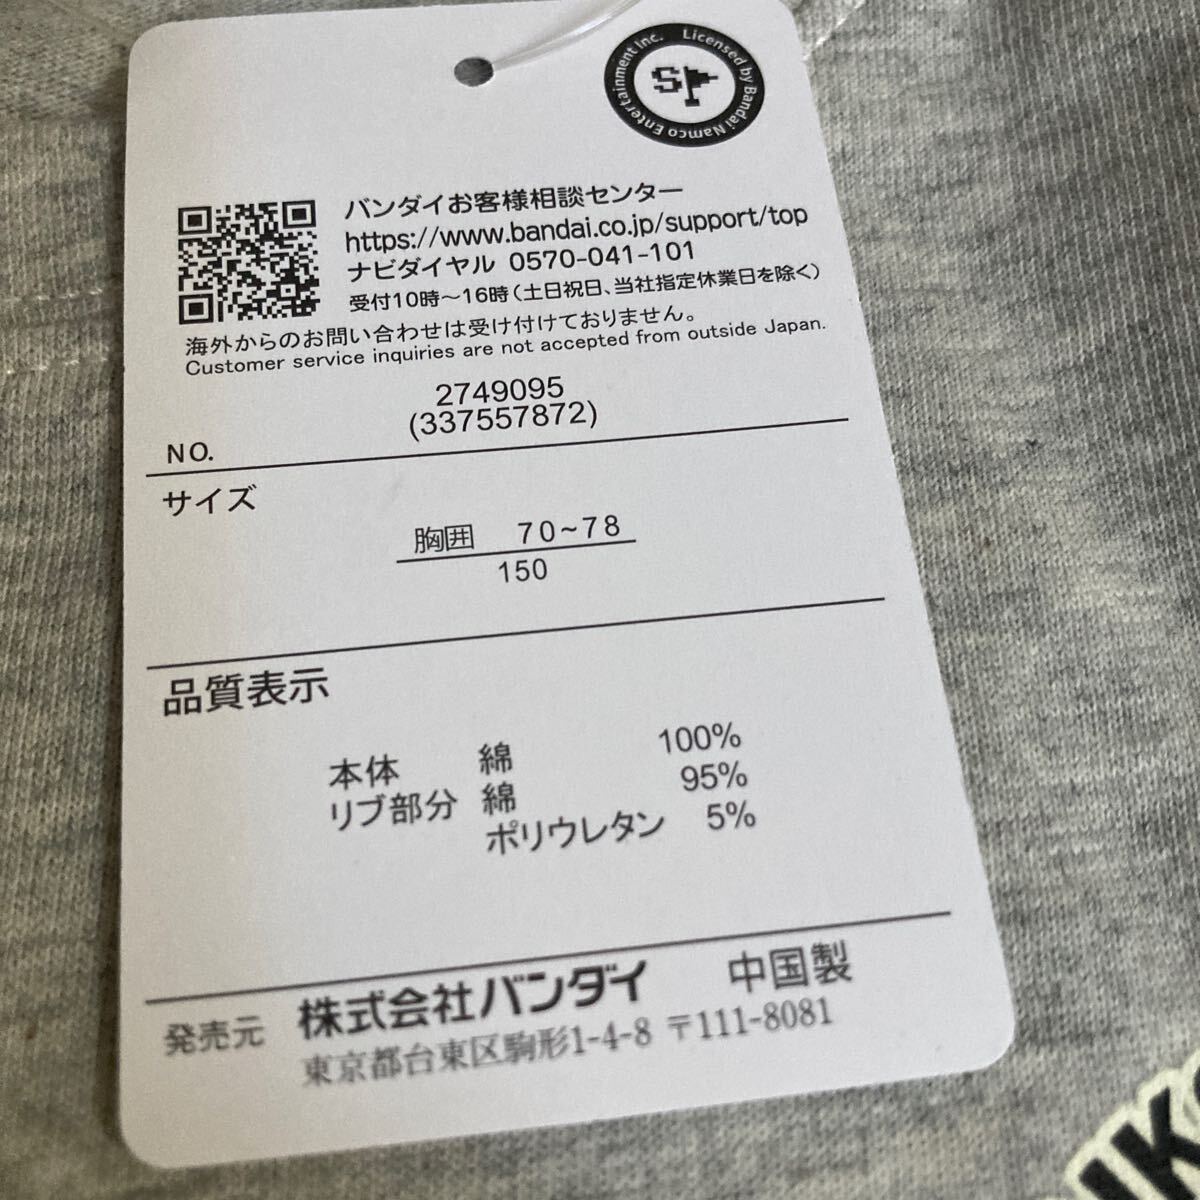 Licensed by Bandai Namco Entertainment Inc.
S
バンダイお客様相談センター
https://www.bandai.co.jp/support/top
ナビダイヤル 0570-041-101
受付10時～16時(土日祝日、当社指定休業日を除く)
海外からのお問い合わせは受け付けておりません。
Customer service inquiries are not accepted from outside Japan.
2749095
NO. (337557872)
サイズ
胸囲 70~78
150
品質表示
本体 綿 100%
リブ部分 綿 95%
ポリウレタン 5%
発売元 株式会社バンダイ 中国製
東京都台東区駒形1-4-8 〒111-8081